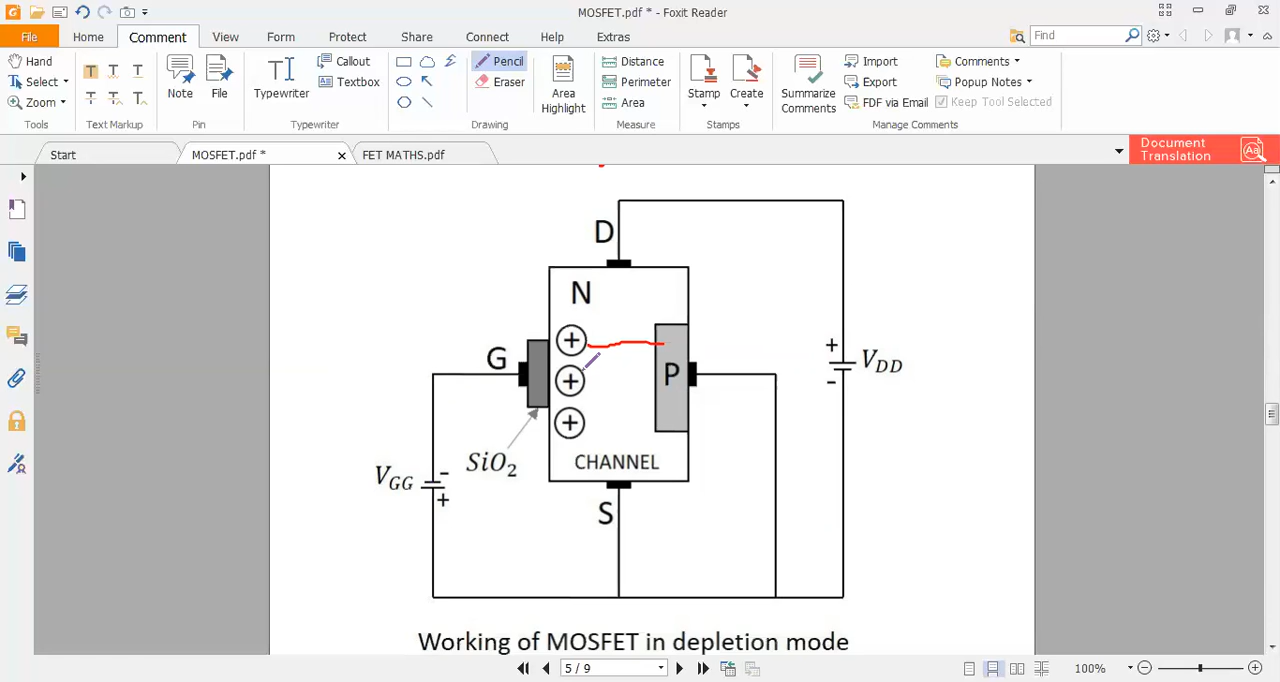 MOSFET.pdf * - Foxit Reader
File Home Comment View Form Protect Share Connect Help Extras Find
Hand Callout Pencil Distance Import Comments
Select Note File Typewriter Textbox Eraser Area Highlight Perimeter Stamp Create Summarize Comments Export Popup Notes
Zoom Area FDF via Email Keep Tool Selected
Tools Text Markup Pin Typewriter Drawing Measure Stamps Manage Comments
Start MOSFET.pdf * FET MATHS.pdf Document Translation
D
N
+
G + P + V_DD
-
+
SiO₂ CHANNEL
V_GG -
+
S
Working of MOSFET in depletion mode
5 / 9 100%